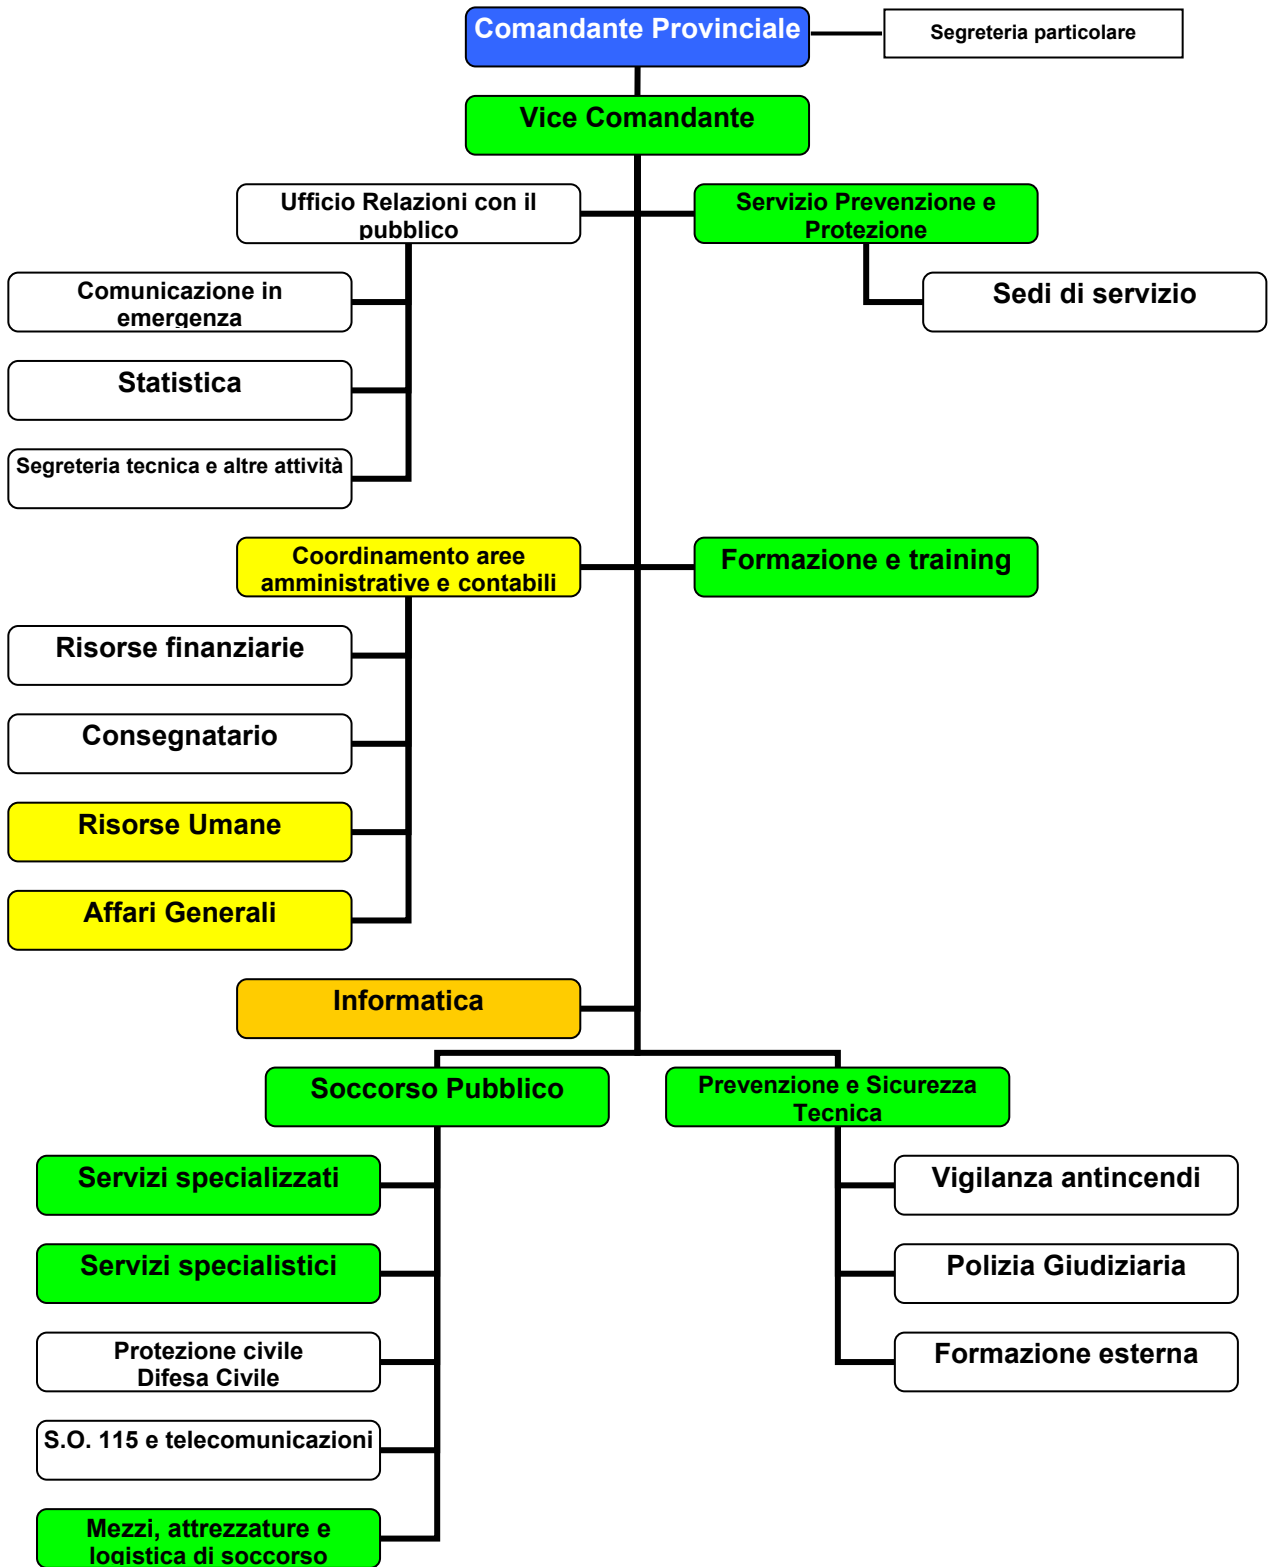 Comandante Provinciale
Segreteria particolare
Vice Comandante
Ufficio Relazioni con il
pubblico
Servizio Prevenzione e
Protezione
Comunicazione in
emergenza
Sedi di servizio
Statistica
Segreteria tecnica e altre attività
Coordinamento aree
amministrative e contabili
Formazione e training
Risorse finanziarie
Consegnatario
Risorse Umane
Affari Generali
Informatica
Soccorso Pubblico
Prevenzione e Sicurezza
Tecnica
Servizi specializzati
Vigilanza antincendi
Servizi specialistici
Polizia Giudiziaria
Protezione civile
Difesa Civile
Formazione esterna
S.O. 115 e telecomunicazioni
Mezzi, attrezzature e
logistica di soccorso